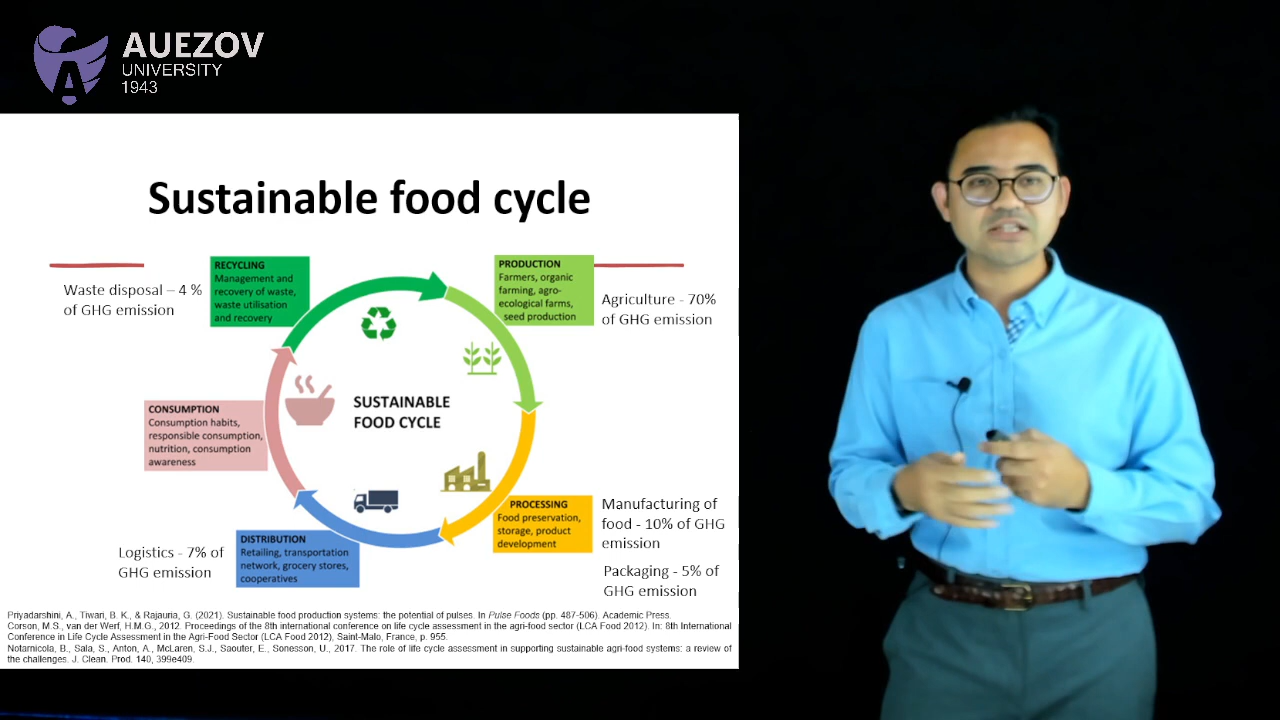 AUEZOV
UNIVERSITY
1943
Sustainable food cycle
RECYCLING
Management and
recovery of waste,
waste utilisation
and recovery
Waste disposal – 4 %
of GHG emission
PRODUCTION
Farmers, organic
farming, agro-
ecological farms,
seed production
Agriculture - 70%
of GHG emission
CONSUMPTION
Consumption habits,
responsible consumption,
nutrition, consumption
awareness
SUSTAINABLE
FOOD CYCLE
PROCESSING
Food preservation,
storage, product
development
Manufacturing of
food - 10% of GHG
emission
Packaging - 5% of
GHG emission
DISTRIBUTION
Retailing, transportation
network, grocery stores,
cooperatives
Logistics - 7% of
GHG emission
Priyadarshini, A., Tiwari, B. K., & Rajauria, G. (2021). Sustainable food production systems: the potential of pulses. In Pulse Foods (pp. 487-506). Academic Press.
Corson, M.S., van der Werf, H.M.G., 2012. Proceedings of the 8th international conference on life cycle assessment in the agri-food sector (LCA Food 2012). In: 8th International
Conference in Life Cycle Assessment in the Agri-Food Sector (LCA Food 2012), Saint-Malo, France, p. 955.
Notarnicola, B., Sala, S., Anton, A., McLaren, S.J., Saouter, E., Sonesson, U., 2017. The role of life cycle assessment in supporting sustainable agri-food systems: a review of
the challenges. J. Clean. Prod. 140, 399e409.